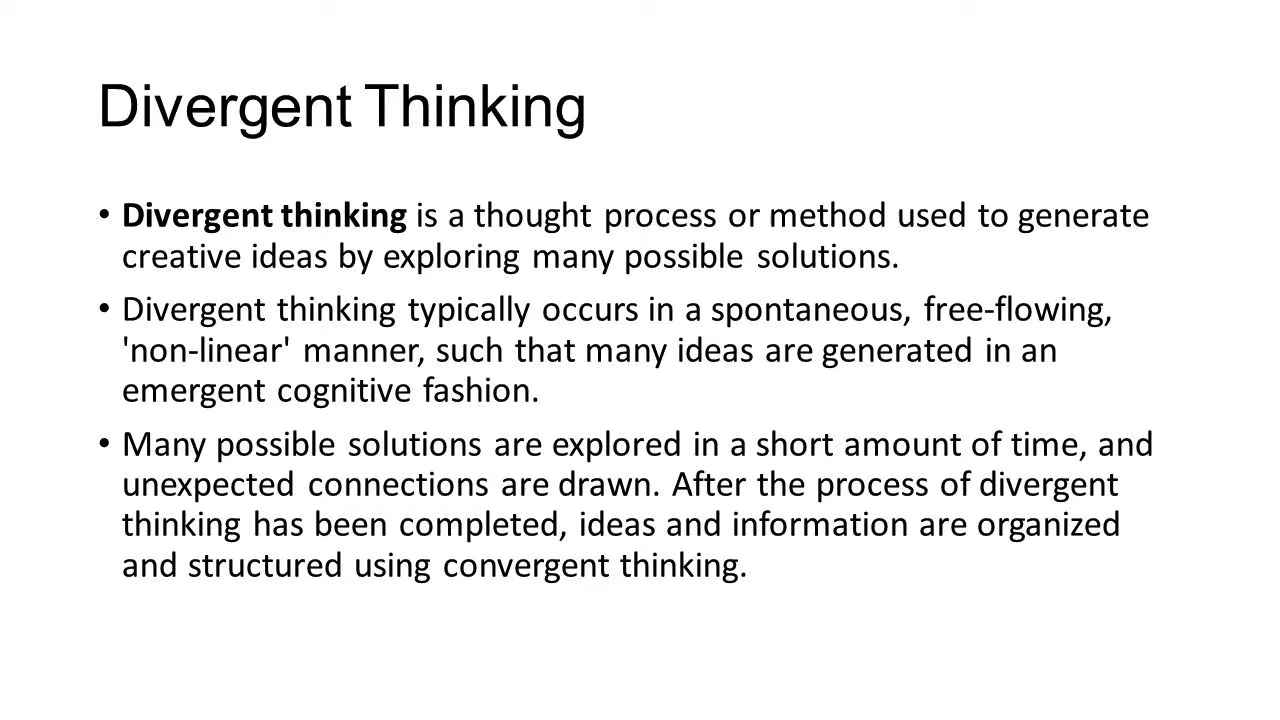 Divergent Thinking
• Divergent thinking is a thought process or method used to generate
creative ideas by exploring many possible solutions.
• Divergent thinking typically occurs in a spontaneous, free-flowing,
'non-linear' manner, such that many ideas are generated in an
emergent cognitive fashion.
• Many possible solutions are explored in a short amount of time, and
unexpected connections are drawn. After the process of divergent
thinking has been completed, ideas and information are organized
and structured using convergent thinking.